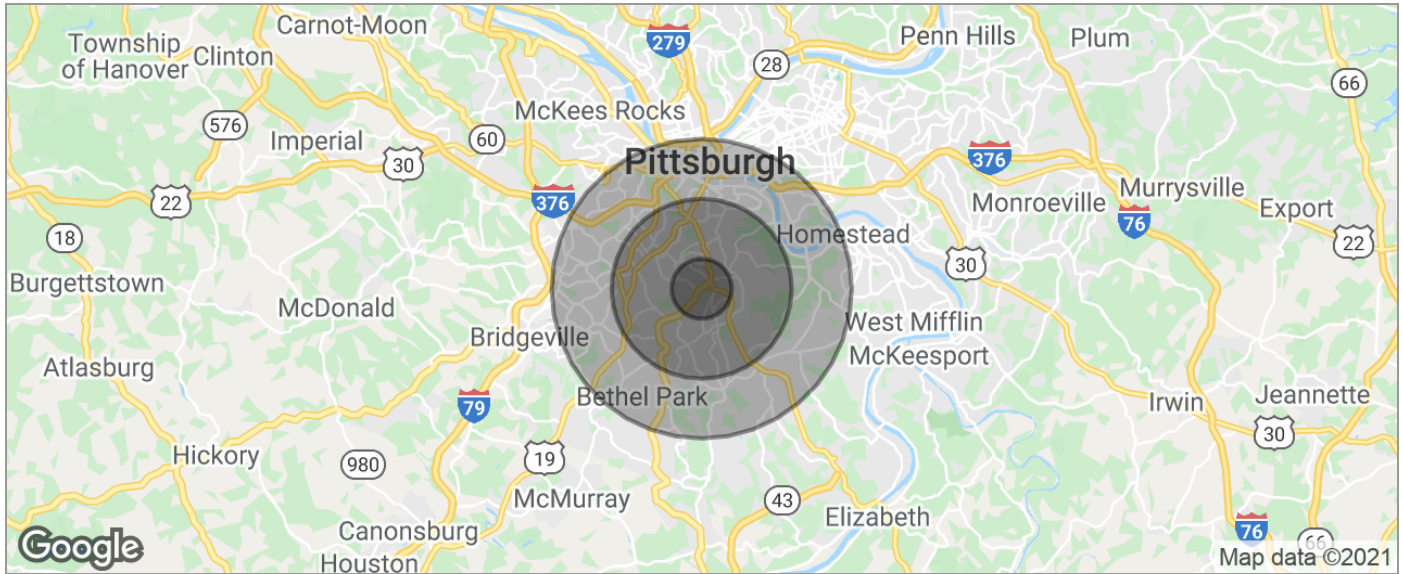 Carnot-Moon
Township
of Hanover
Clinton
279
28
Penn Hills
Plum
66
McKees Rocks
576
Imperial
60
30
Pittsburgh
376
22
376
Monroeville
76
Murrysville
Export
22
18
Homestead
30
Burgettstown
McDonald
Bridgeville
West Mifflin
McKeesport
Atlasburg
79
Bethel Park
Irwin
Jeannette
30
Hickory
980
19
McMurray
43
Elizabeth
Canonsburg
Houston
76
66
Google
Map data ©2021